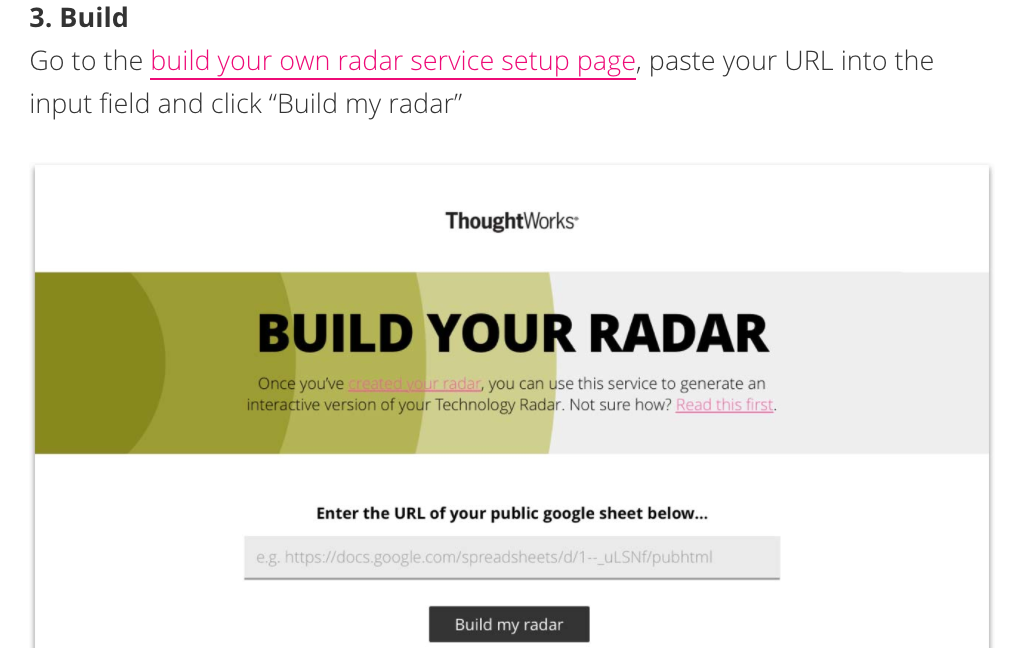 3. Build
Go to the build your own radar service setup page, paste your URL into the
input field and click “Build my radar”
ThoughtWorks®
BUILD YOUR RADAR
Once you’ve created your radar, you can use this service to generate an
interactive version of your Technology Radar. Not sure how? Read this first.
Enter the URL of your public google sheet below...
e.g. https://docs.google.com/spreadsheets/d/1--_uLSNf/pubhtml
Build my radar